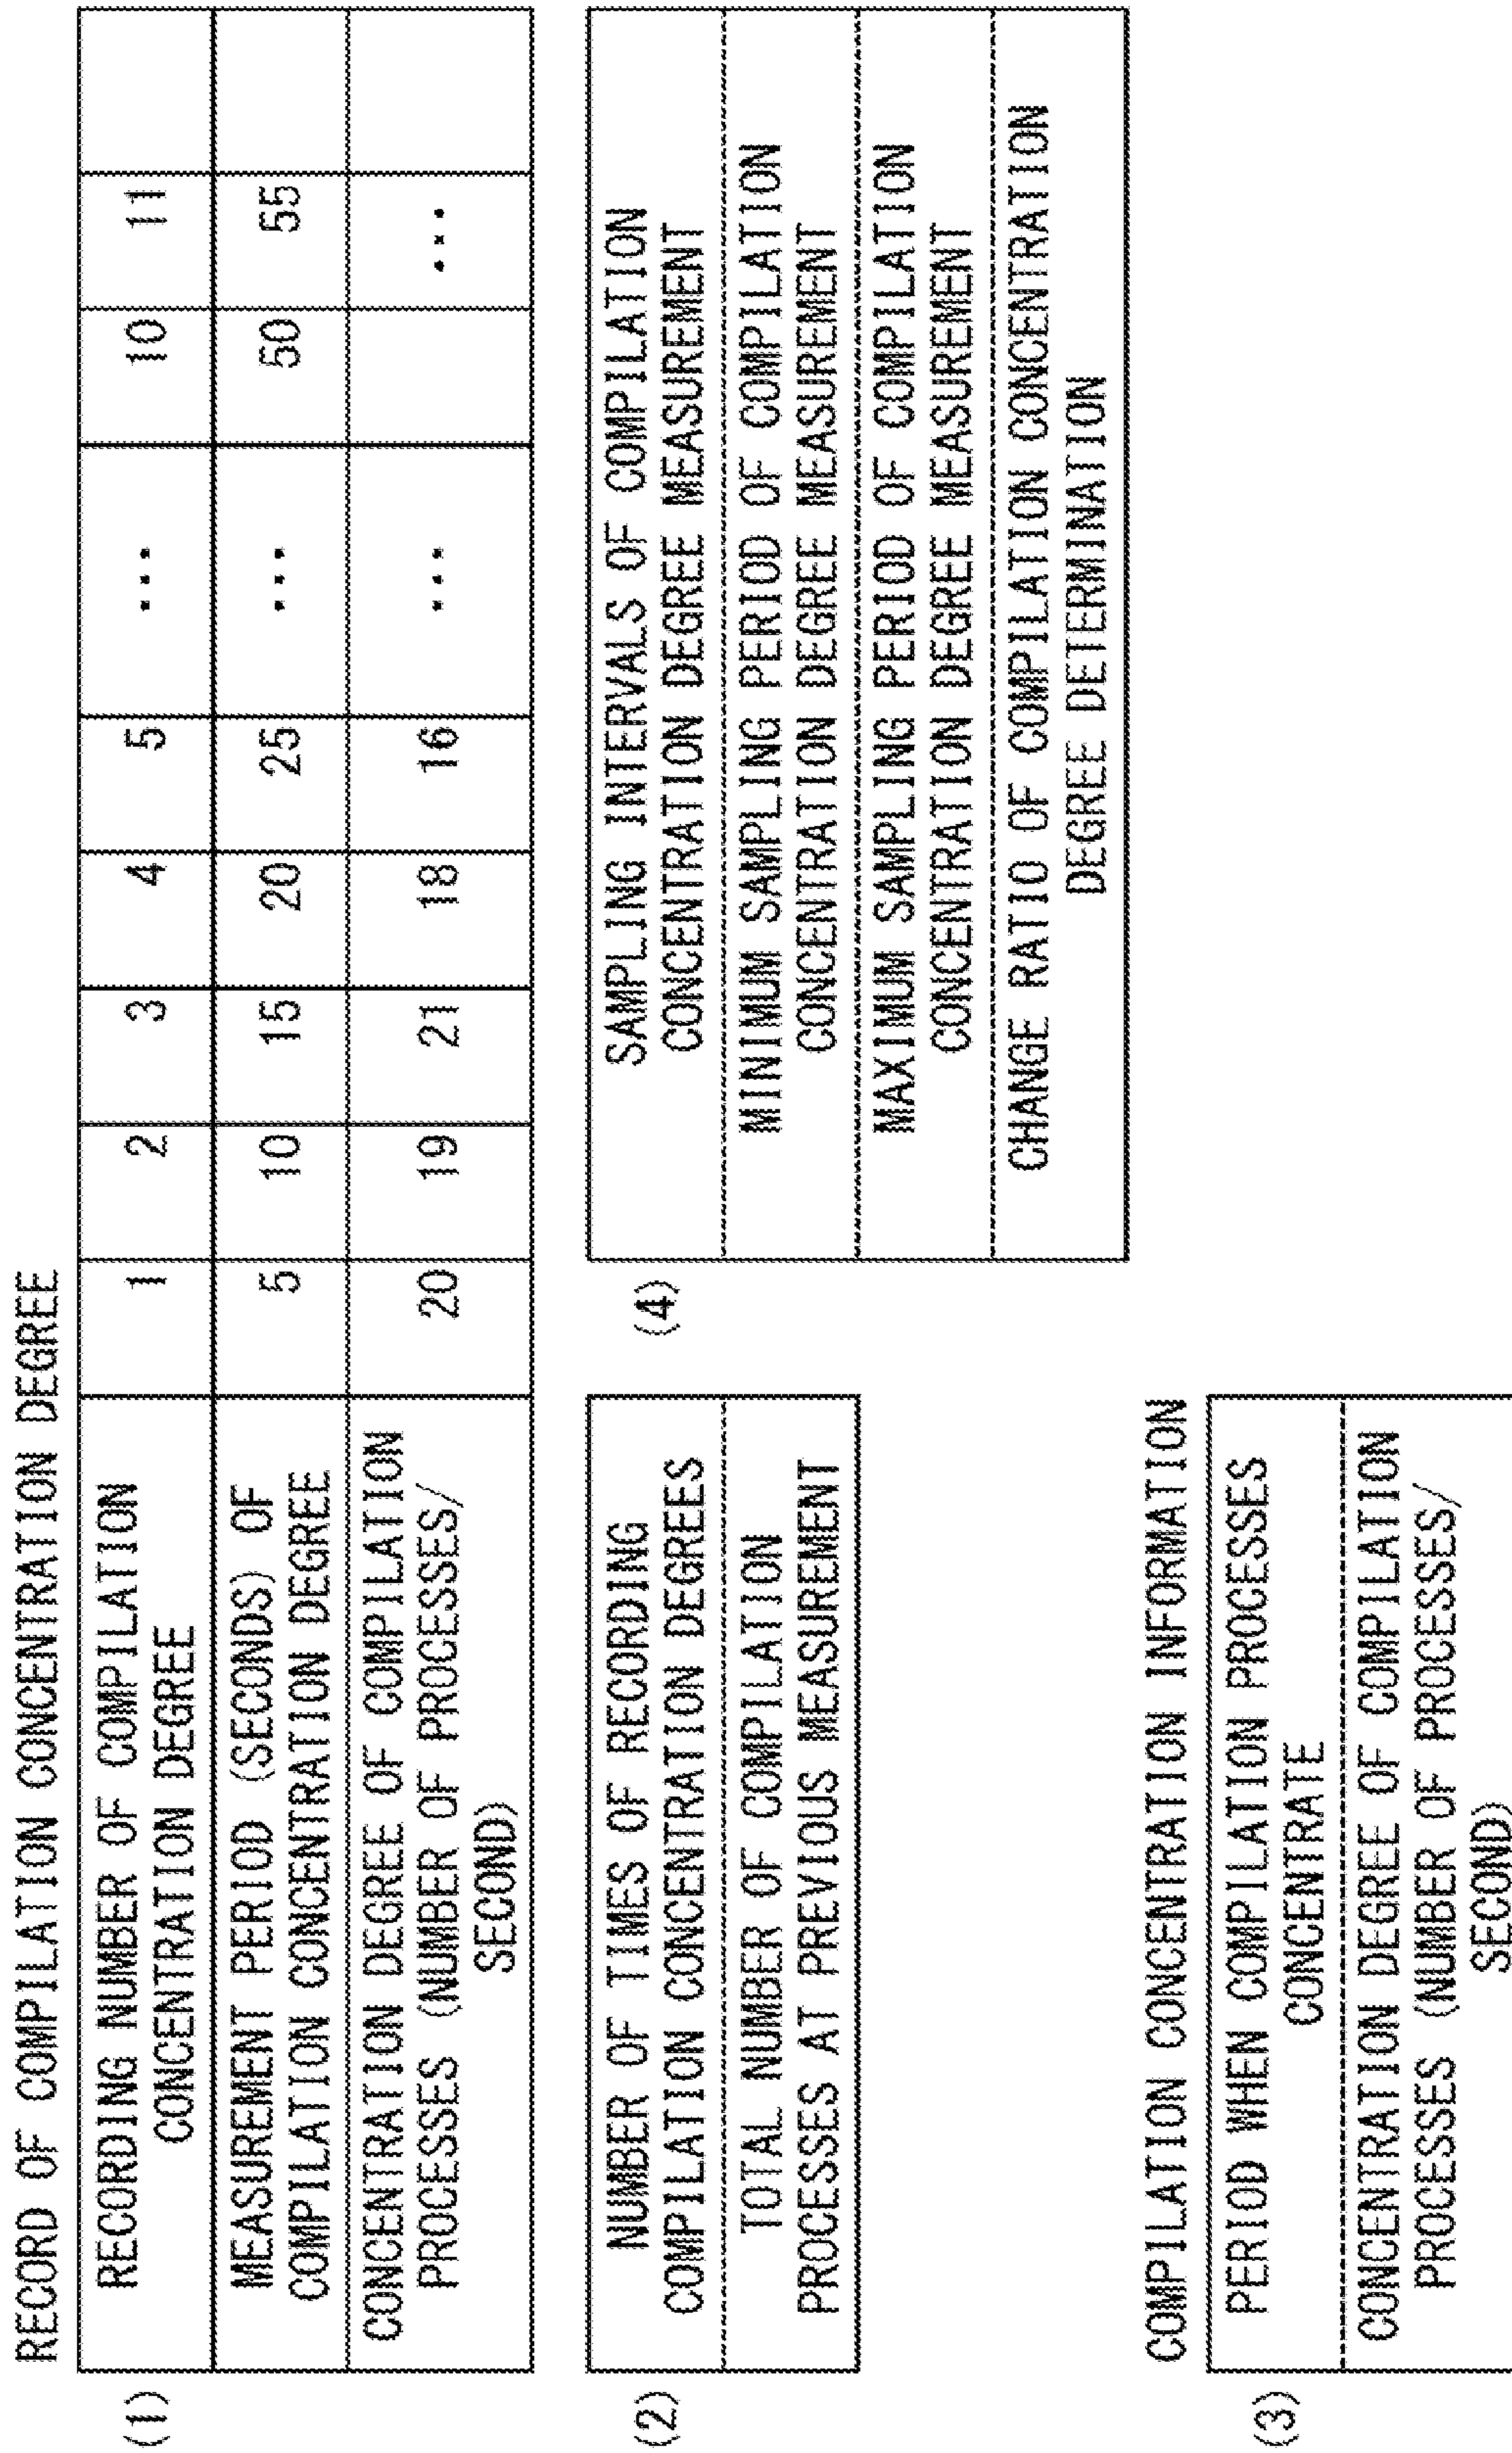 RECORD OF COMPILATION CONCENTRATION DEGREE
(1)
RECORDING NUMBER OF COMPILATION
CONCENTRATION DEGREE
1 2 3 4 5 ... 10 11
MEASUREMENT PERIOD (SECONDS) OF
COMPILATION CONCENTRATION DEGREE
5 10 15 20 25 ... 50 55
CONCENTRATION DEGREE OF COMPILATION
PROCESSES (NUMBER OF PROCESSES/
SECOND)
20 19 21 18 16 ... ...
(2)
NUMBER OF TIMES OF RECORDING
COMPILATION CONCENTRATION DEGREES
TOTAL NUMBER OF COMPILATION
PROCESSES AT PREVIOUS MEASUREMENT
(4)
SAMPLING INTERVALS OF COMPILATION
CONCENTRATION DEGREE MEASUREMENT
MINIMUM SAMPLING PERIOD OF COMPILATION
CONCENTRATION DEGREE MEASUREMENT
MAXIMUM SAMPLING PERIOD OF COMPILATION
CONCENTRATION DEGREE MEASUREMENT
CHANGE RATIO OF COMPILATION CONCENTRATION
DEGREE DETERMINATION
COMPILATION CONCENTRATION INFORMATION
(3)
PERIOD WHEN COMPILATION PROCESSES
CONCENTRATE
CONCENTRATION DEGREE OF COMPILATION
PROCESSES (NUMBER OF PROCESSES/
SECOND)